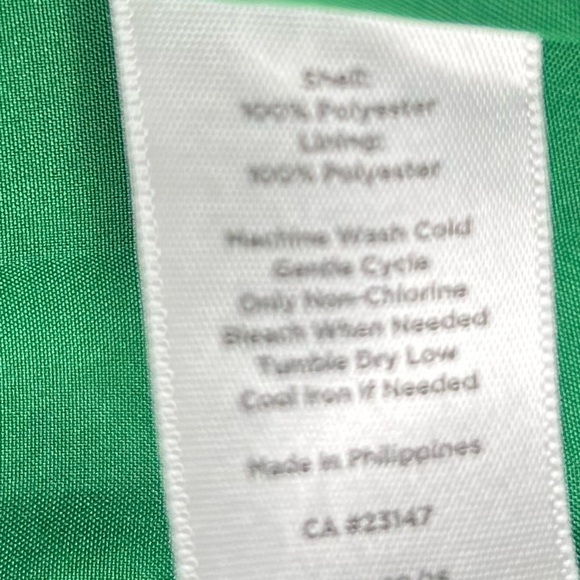 Shell:
100% Polyester
Lining:
100% Polyester
Machine Wash Cold
Gentle Cycle
Only Non-Chlorine
Bleach When Needed
Tumble Dry Low
Cool Iron If Needed
Made in Philippines
CA #23147